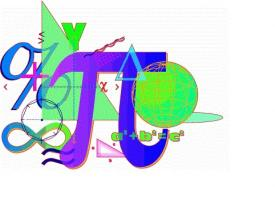 Y
%
+
π
χ
a²+b²=c²
∞